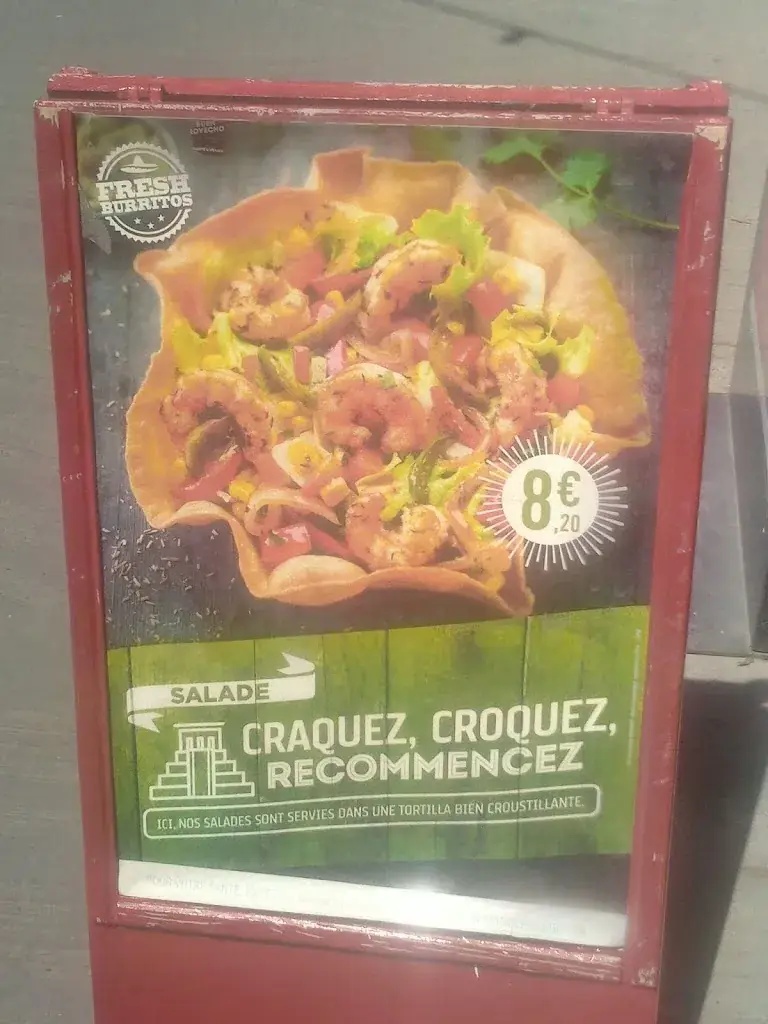 FRESH
BURRITOS
8€
,20
SALADE
CRAQUEZ, CROQUEZ,
RECOMMENCEZ
ICI, NOS SALADES SONT SERVIES DANS UNE TORTILLA BIEN CROUSTILLANTE.